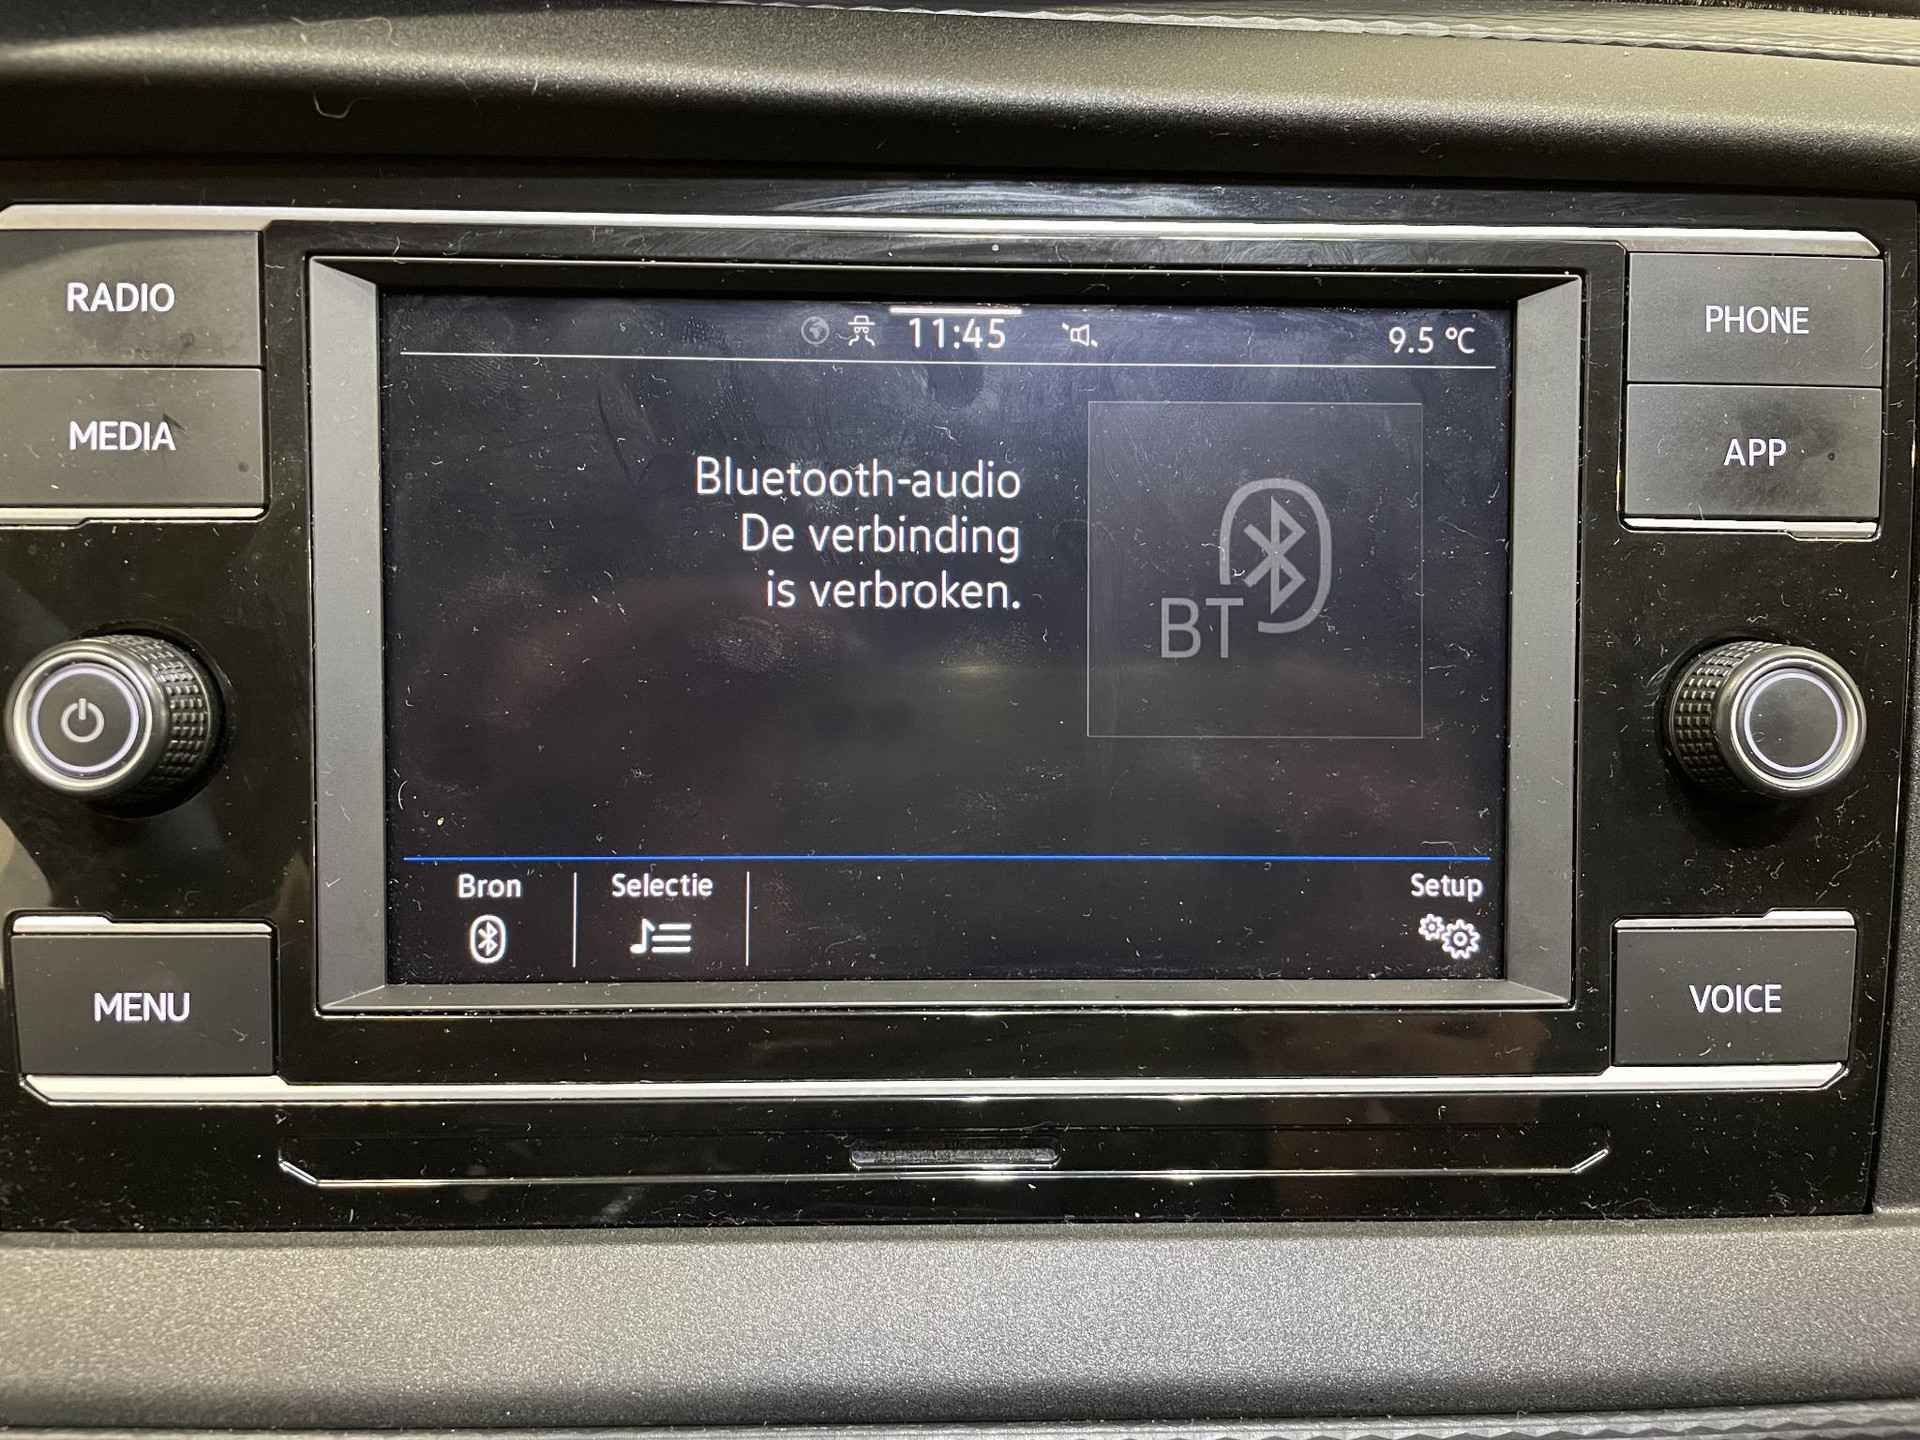 RADIO
MEDIA
MENU
11:45
9.5 °C
Bluetooth-audio
De verbinding
is verbroken.
BT
Bron
Selectie
Setup
PHONE
APP
VOICE